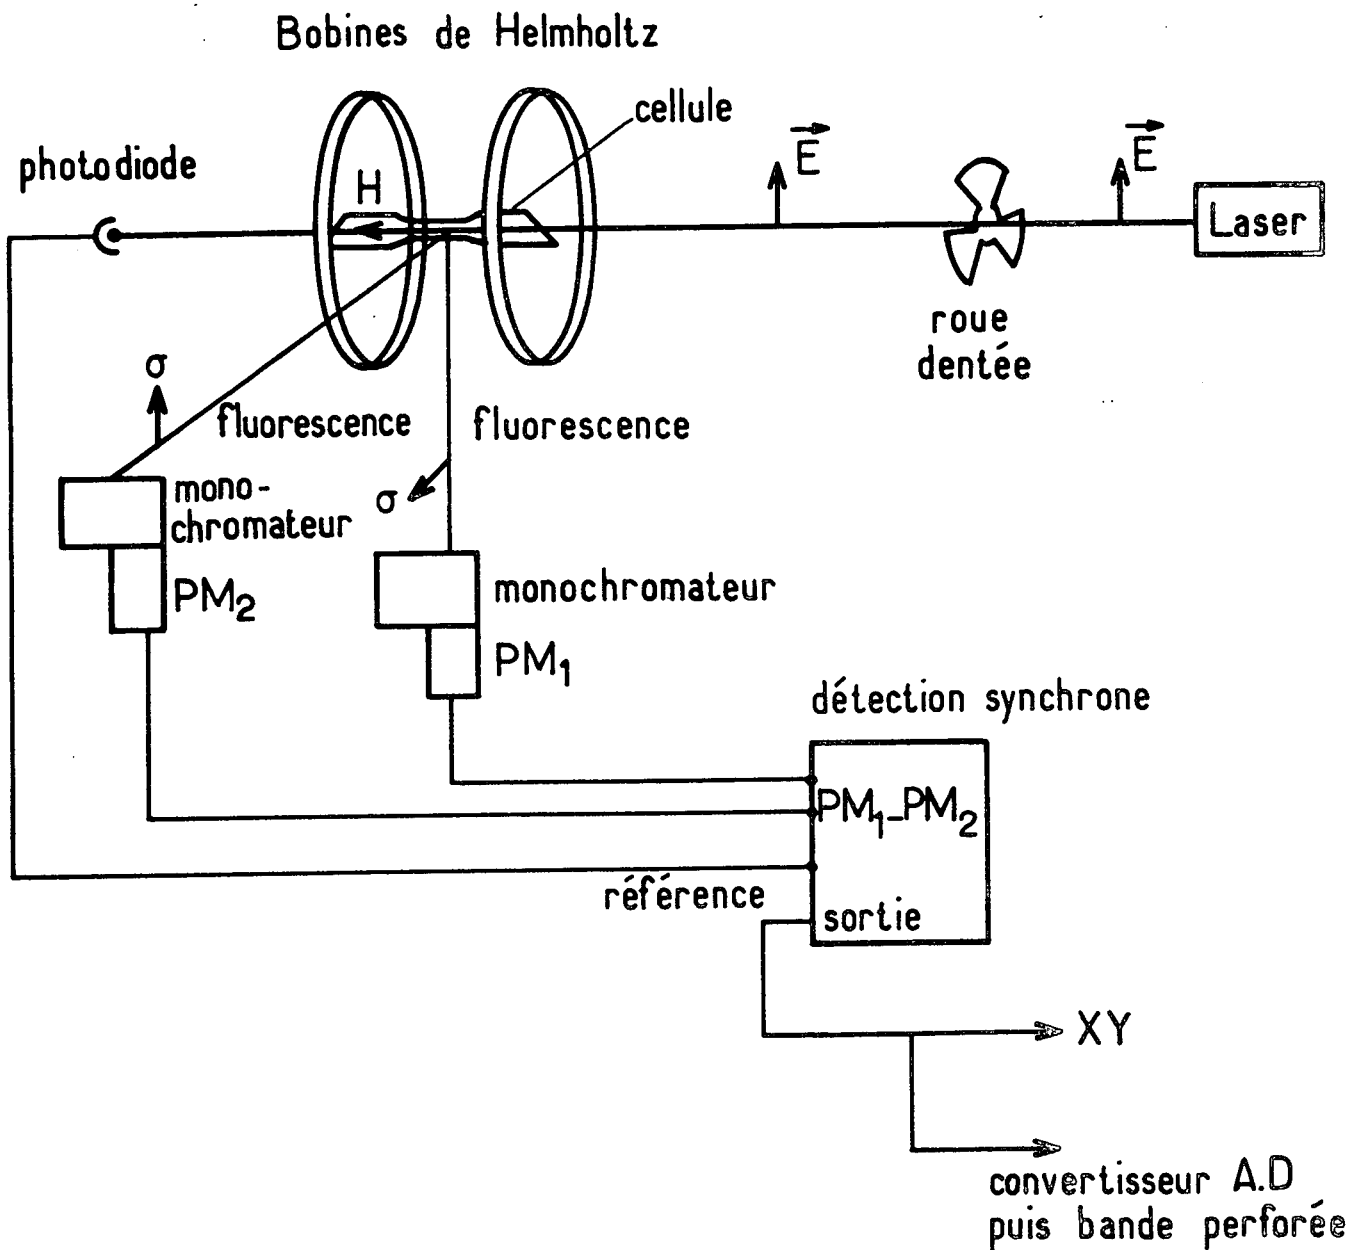 Bobines de Helmholtz
cellule
photodiode
H
E
E
Laser
roue
dentée
σ
fluorescence
fluorescence
σ
mono-
chromateur
PM2
monochromateur
PM1
détection synchrone
PM1-PM2
référence
sortie
XY
convertisseur A.D
puis bande perforée